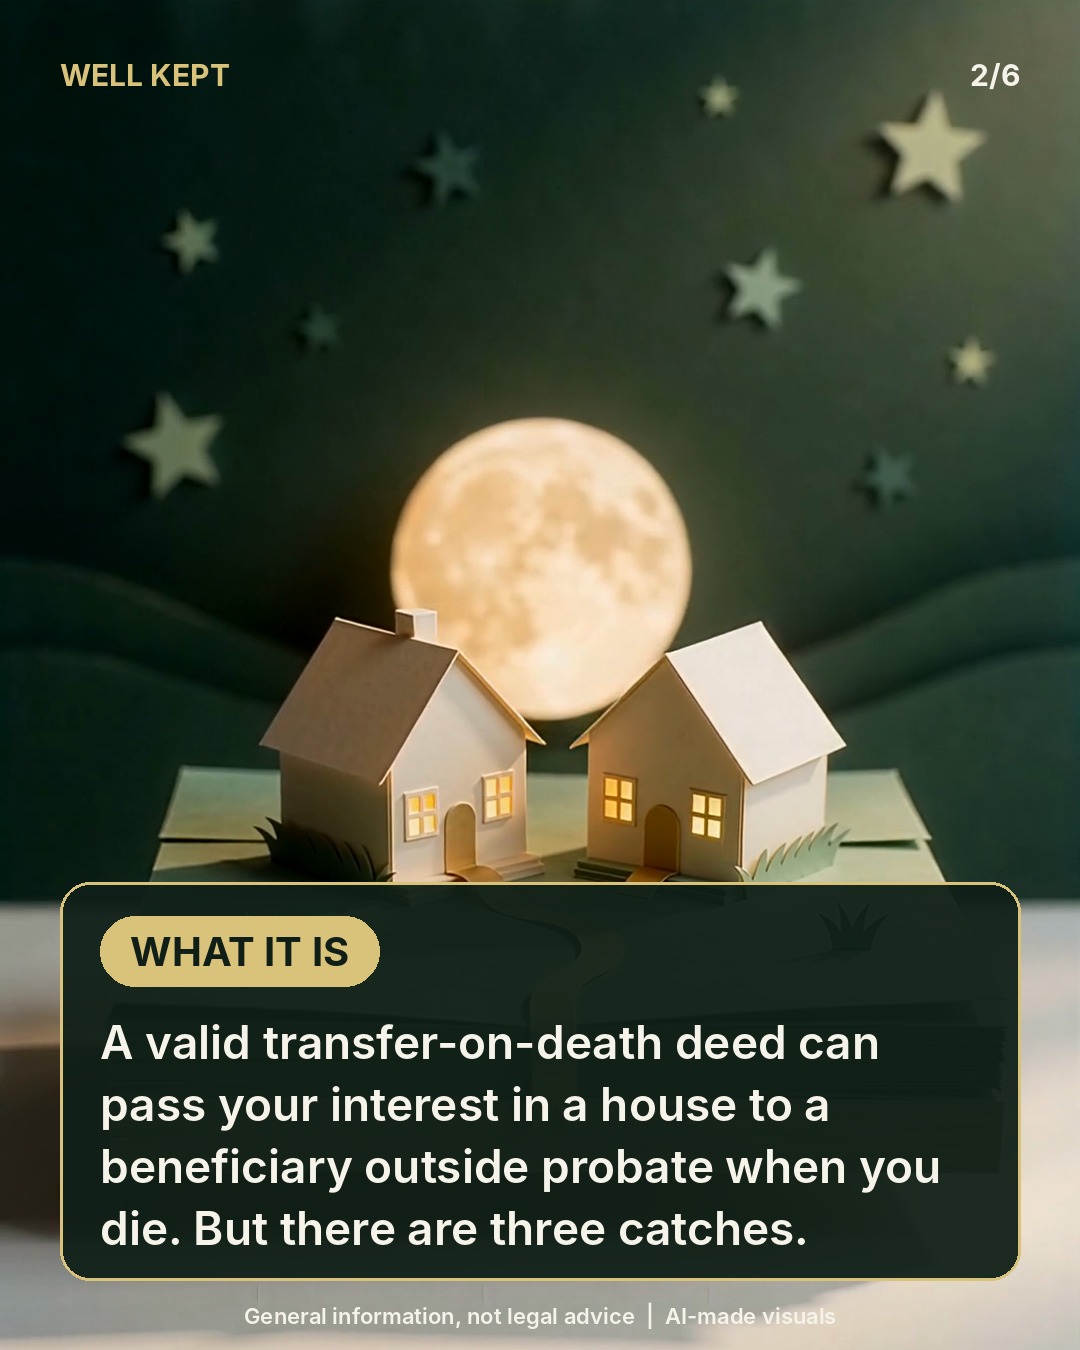 WELL KEPT
2/6
WHAT IT IS
A valid transfer-on-death deed can
pass your interest in a house to a
beneficiary outside probate when you
die. But there are three catches.
General information, not legal advice | AI-made visuals